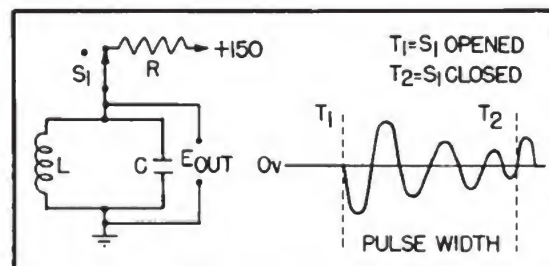 S1
R
+150
L
C
EOUT
T1=S1 OPENED
T2=S1 CLOSED
T1
T2
0v
PULSE WIDTH